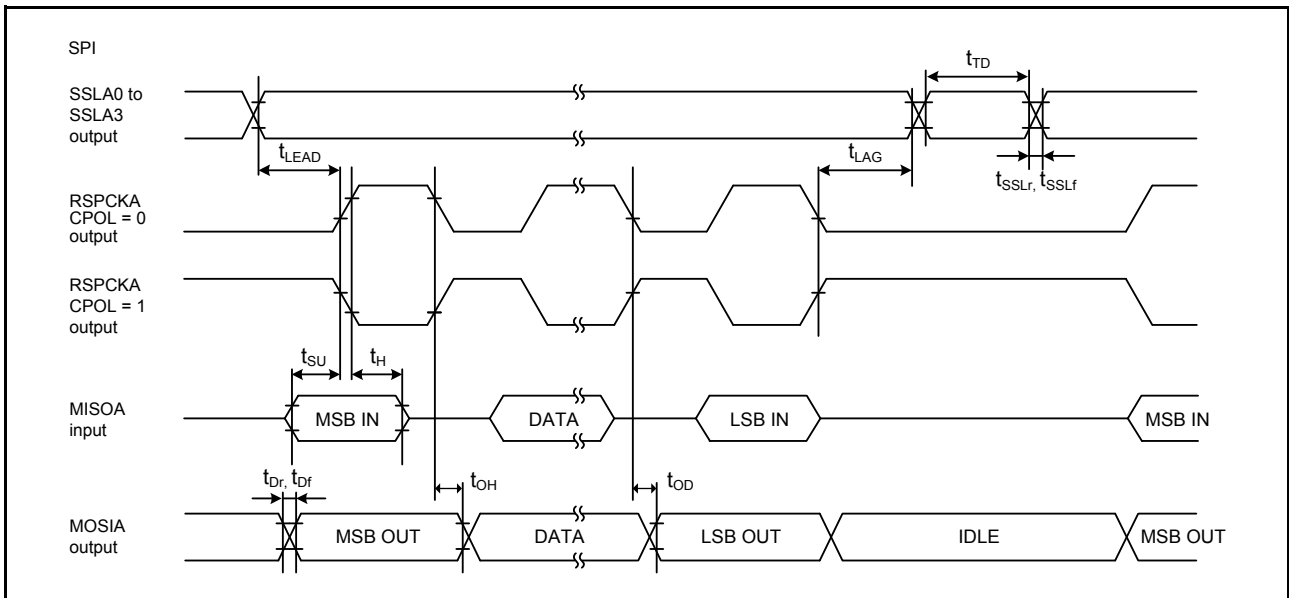 SPI
SSLA0 to
SSLA3
output
tTD
tLEAD
tLAG
tSSLr, tSSLf
RSPCKA
CPOL = 0
output
RSPCKA
CPOL = 1
output
tSU
tH
MISOA
input
MSB IN
DATA
LSB IN
MSB IN
tDr, tDf
tOH
tOD
MOSIA
output
MSB OUT
DATA
LSB OUT
IDLE
MSB OUT